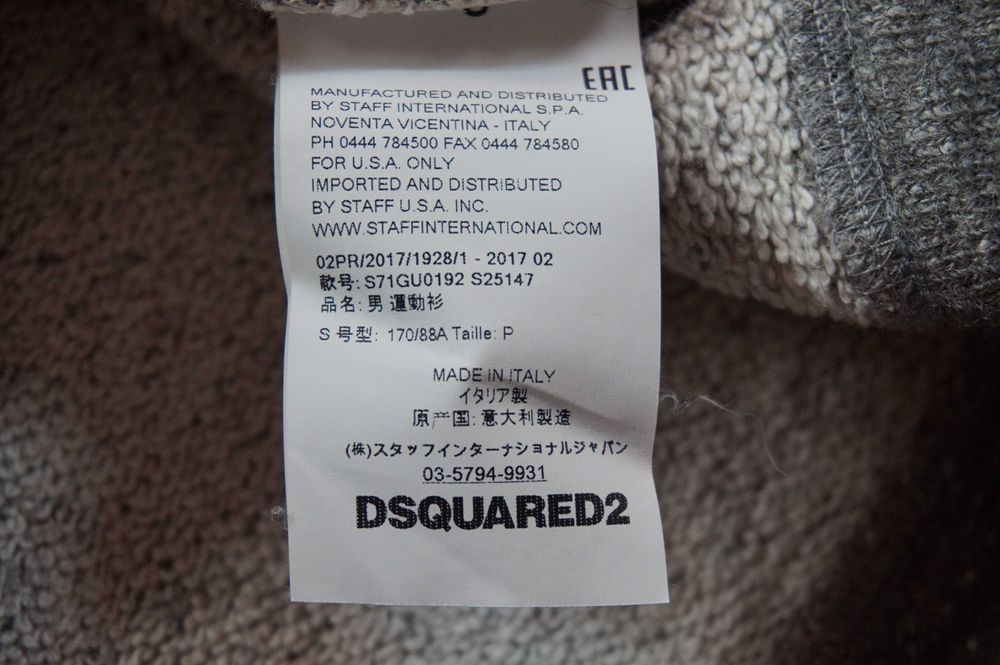 EAC
MANUFACTURED AND DISTRIBUTED
BY STAFF INTERNATIONAL S.P.A.
NOVENTA VICENTINA - ITALY
PH 0444 784500 FAX 0444 784580
FOR U.S.A. ONLY
IMPORTED AND DISTRIBUTED
BY STAFF U.S.A. INC.
WWW.STAFFINTERNATIONAL.COM
02PR/2017/1928/1 - 2017 02
款号: S71GU0192 S25147
品名: 男 運動衫
S 号型: 170/88A Taille: P
MADE IN ITALY
イタリア製
原产国: 意大利製造
(株)スタッフインターナショナルジャパン
03-5794-9931
DSQUARED2